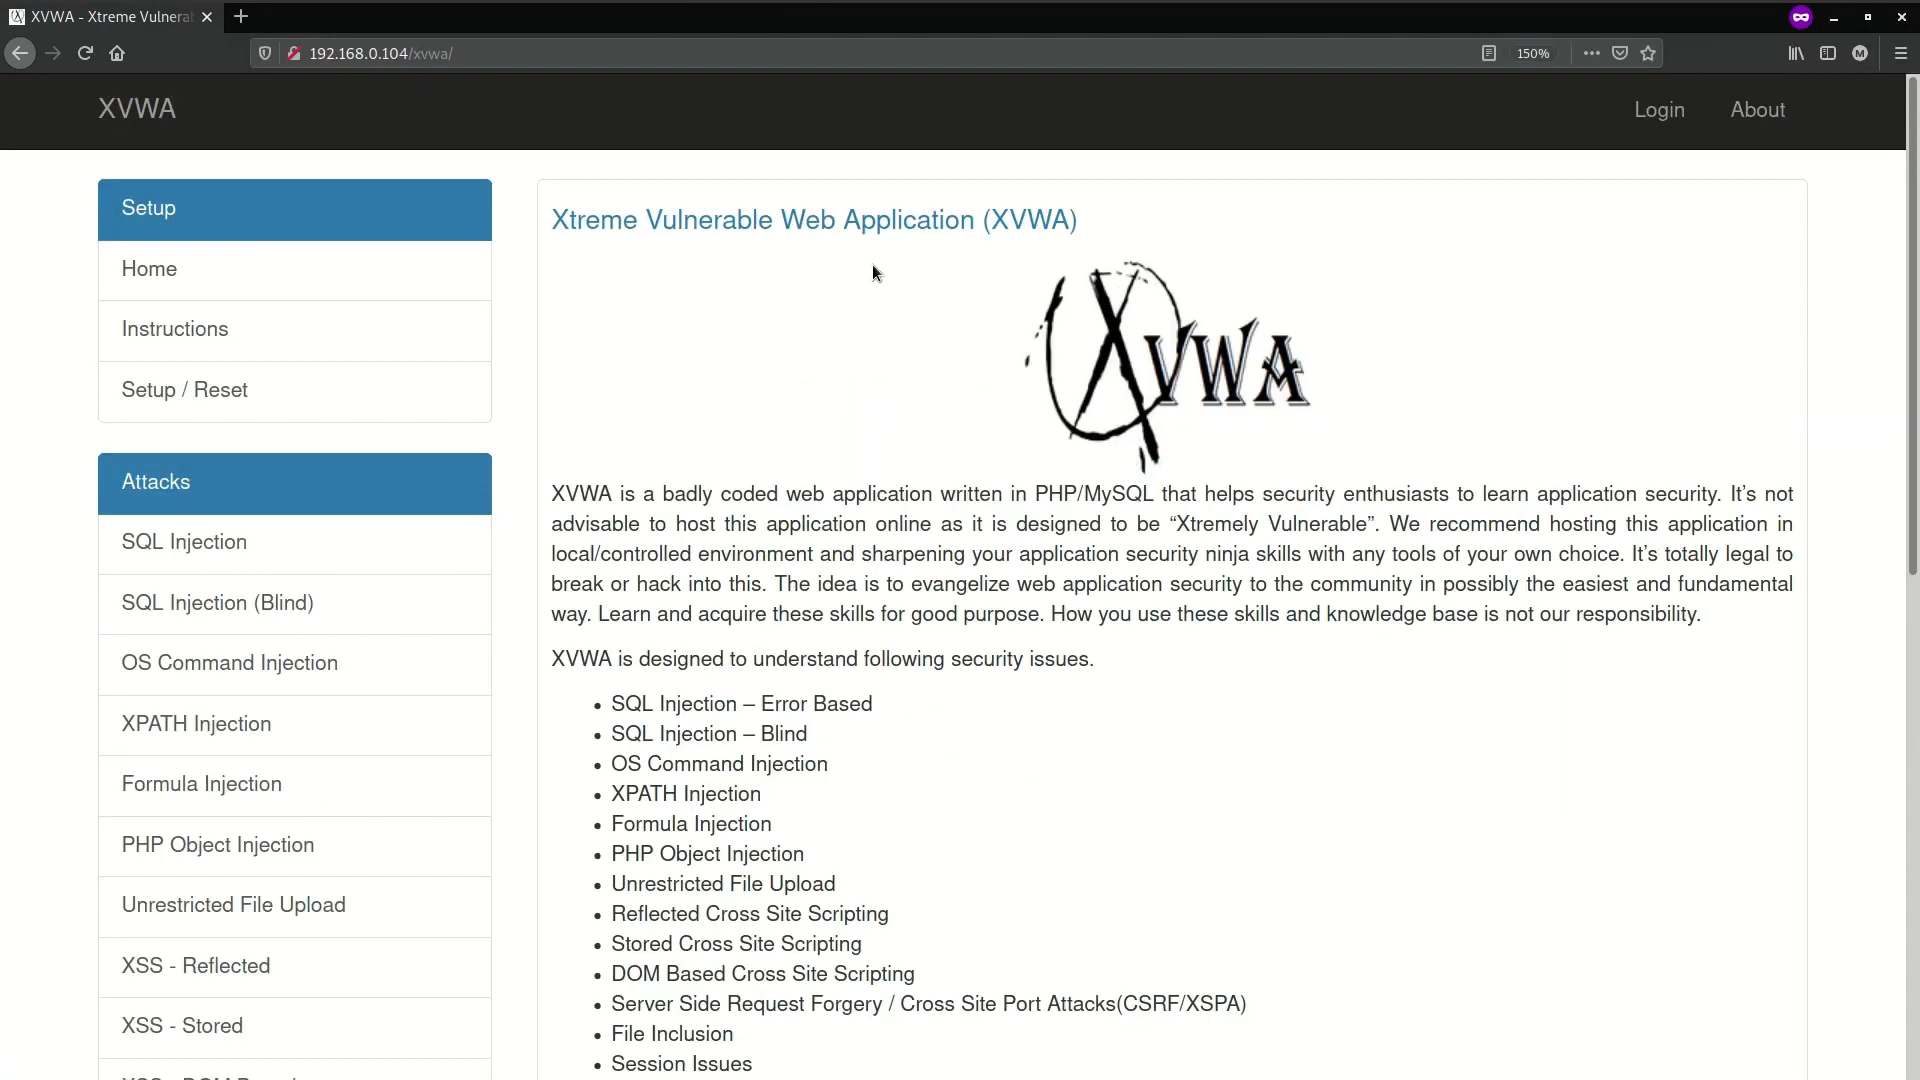 XVWA - Xtreme Vulnera
192.168.0.104/xvwa/
150%
M
XVWA
Login
About
Setup
Home
Instructions
Setup / Reset
Attacks
SQL Injection
SQL Injection (Blind)
OS Command Injection
XPATH Injection
Formula Injection
PHP Object Injection
Unrestricted File Upload
XSS - Reflected
XSS - Stored
Xtreme Vulnerable Web Application (XVWA)
XVWA
XVWA is a badly coded web application written in PHP/MySQL that helps security enthusiasts to learn application security. It’s not
advisable to host this application online as it is designed to be “Xtremely Vulnerable”. We recommend hosting this application in
local/controlled environment and sharpening your application security ninja skills with any tools of your own choice. It’s totally legal to
break or hack into this. The idea is to evangelize web application security to the community in possibly the easiest and fundamental
way. Learn and acquire these skills for good purpose. How you use these skills and knowledge base is not our responsibility.
XVWA is designed to understand following security issues.
• SQL Injection – Error Based
• SQL Injection – Blind
• OS Command Injection
• XPATH Injection
• Formula Injection
• PHP Object Injection
• Unrestricted File Upload
• Reflected Cross Site Scripting
• Stored Cross Site Scripting
• DOM Based Cross Site Scripting
• Server Side Request Forgery / Cross Site Port Attacks(CSRF/XSPA)
• File Inclusion
• Session Issues